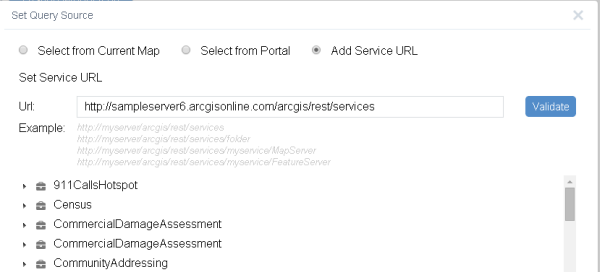 Set Query Source
Select from Current Map Select from Portal Add Service URL
Set Service URL
Url: http://sampleserver6.arcgisonline.com/arcgis/rest/services Validate
Example: http://myserver/arcgis/rest/services
http://myserver/arcgis/rest/services/folder
http://myserver/arcgis/rest/services/myservice/MapServer
http://myserver/arcgis/rest/services/myservice/FeatureServer
911CallsHotspot
Census
CommercialDamageAssessment
CommercialDamageAssessment
CommunityAddressing